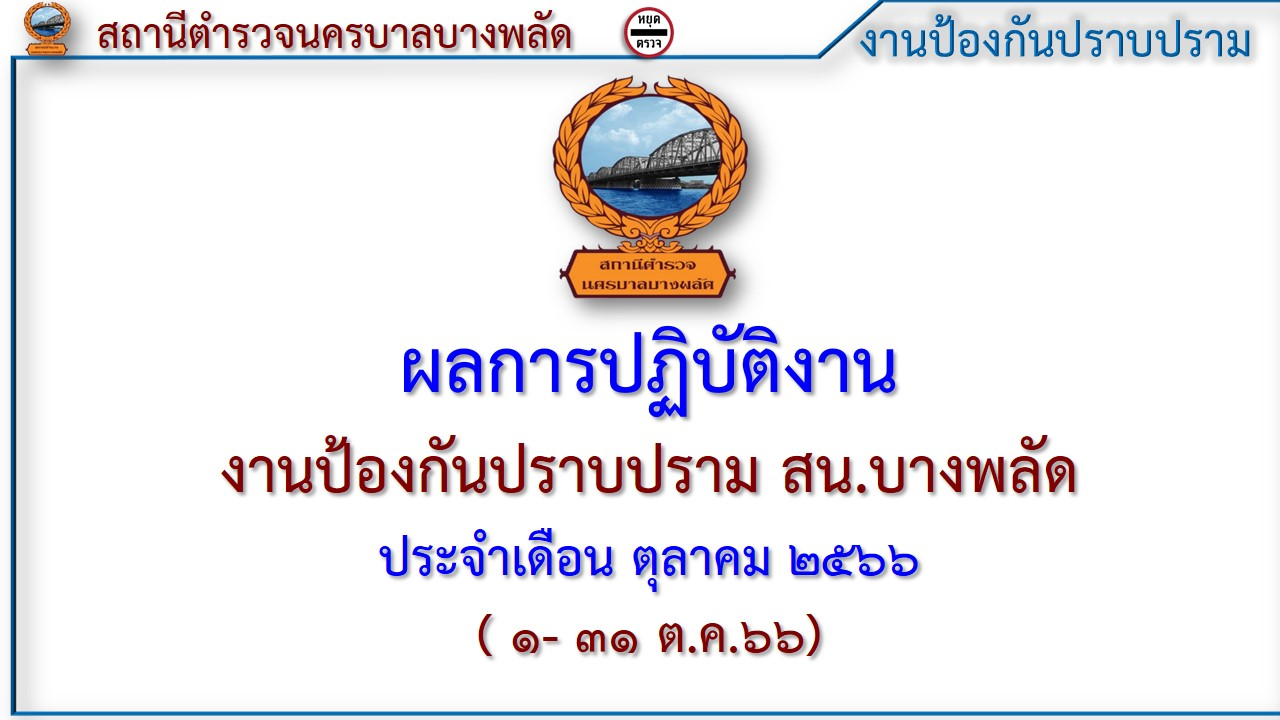 สถานีตำรวจนครบาลบางพลัด
หยุด
ตรวจ
งานป้องกันปราบปราม
สถานีตำรวจ
นครบาลบางพลัด
ผลการปฏิบัติงาน
งานป้องกันปราบปราม สน.บางพลัด
ประจำเดือน ตุลาคม ๒๕๖๖
( ๑- ๓๑ ต.ค.๖๖)